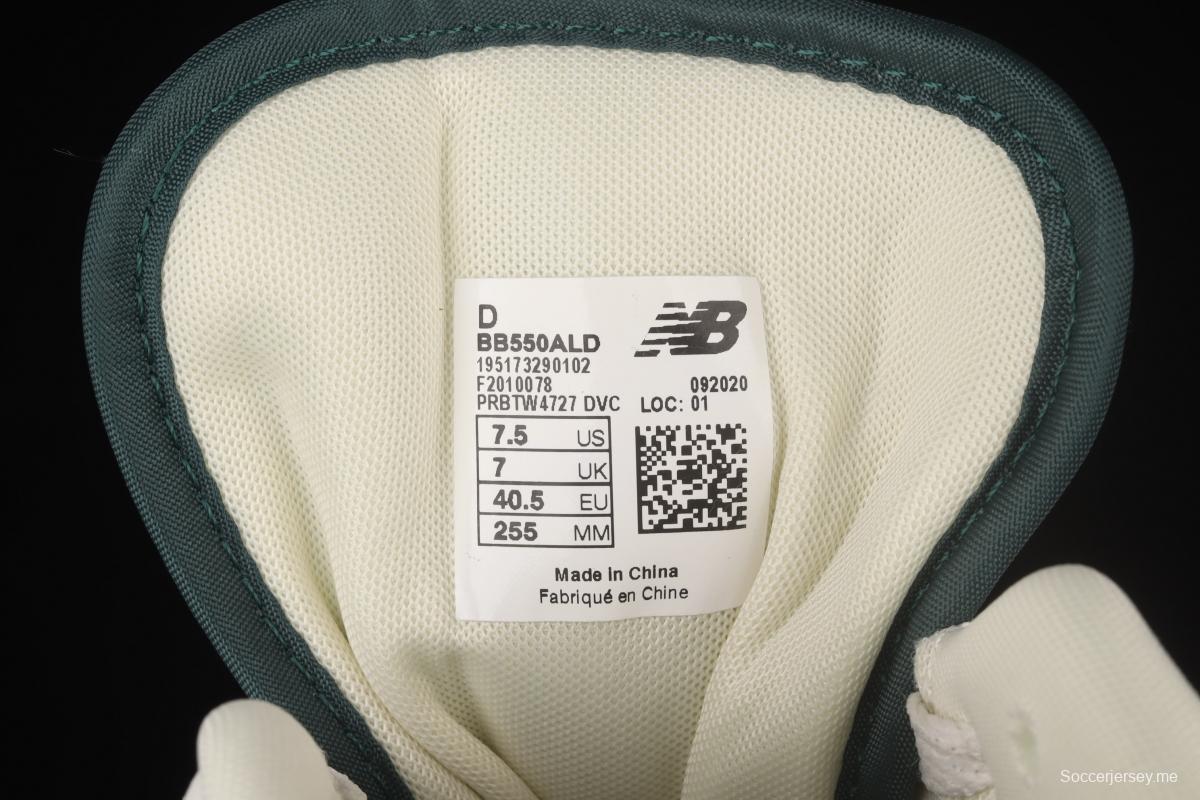 D
NB
BB550ALD
195173290102
F2010078 092020
PRBTW4727 DVC LOC: 01
7.5 US
7 UK
40.5 EU
255 MM
Made in China
Fabriqué en Chine
Soccerjersey.me